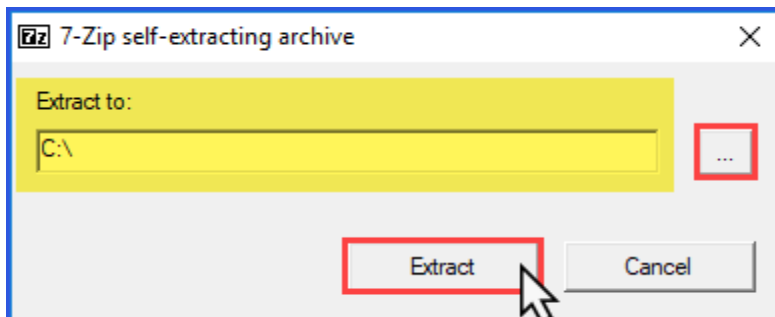 7z 7-Zip self-extracting archive
Extract to:
C:\
...
Extract Cancel